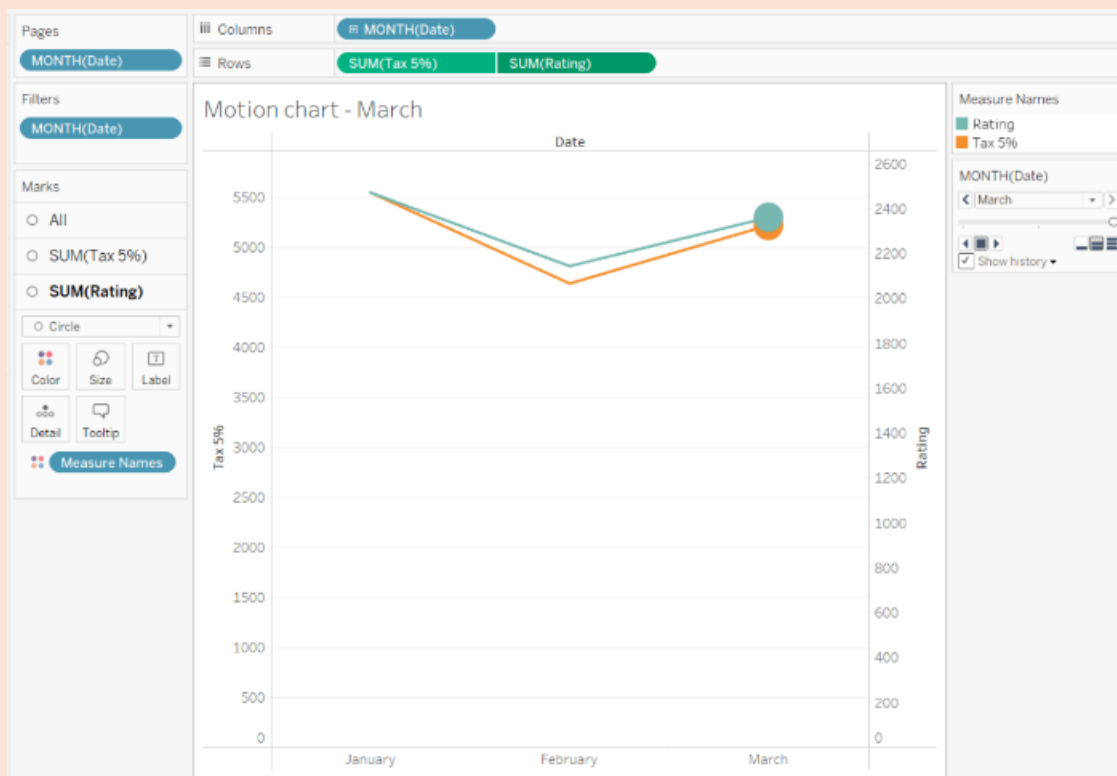 Pages
MONTH(Date)
Filters
MONTH(Date)
Marks
All
SUM(Tax 5%)
SUM(Rating)
Circle
Color
Size
Label
Detail
Tooltip
Measure Names
Columns
MONTH(Date)
Rows
SUM(Tax 5%)
SUM(Rating)
Motion chart - March
Date
Tax 5%
5500
5000
4500
4000
3500
3000
2500
2000
1500
1000
500
0
2600
2400
2200
2000
1800
1600
1400
1200
1000
800
600
400
200
0
Rating
January
February
March
Measure Names
Rating
Tax 5%
MONTH(Date)
March
Show history